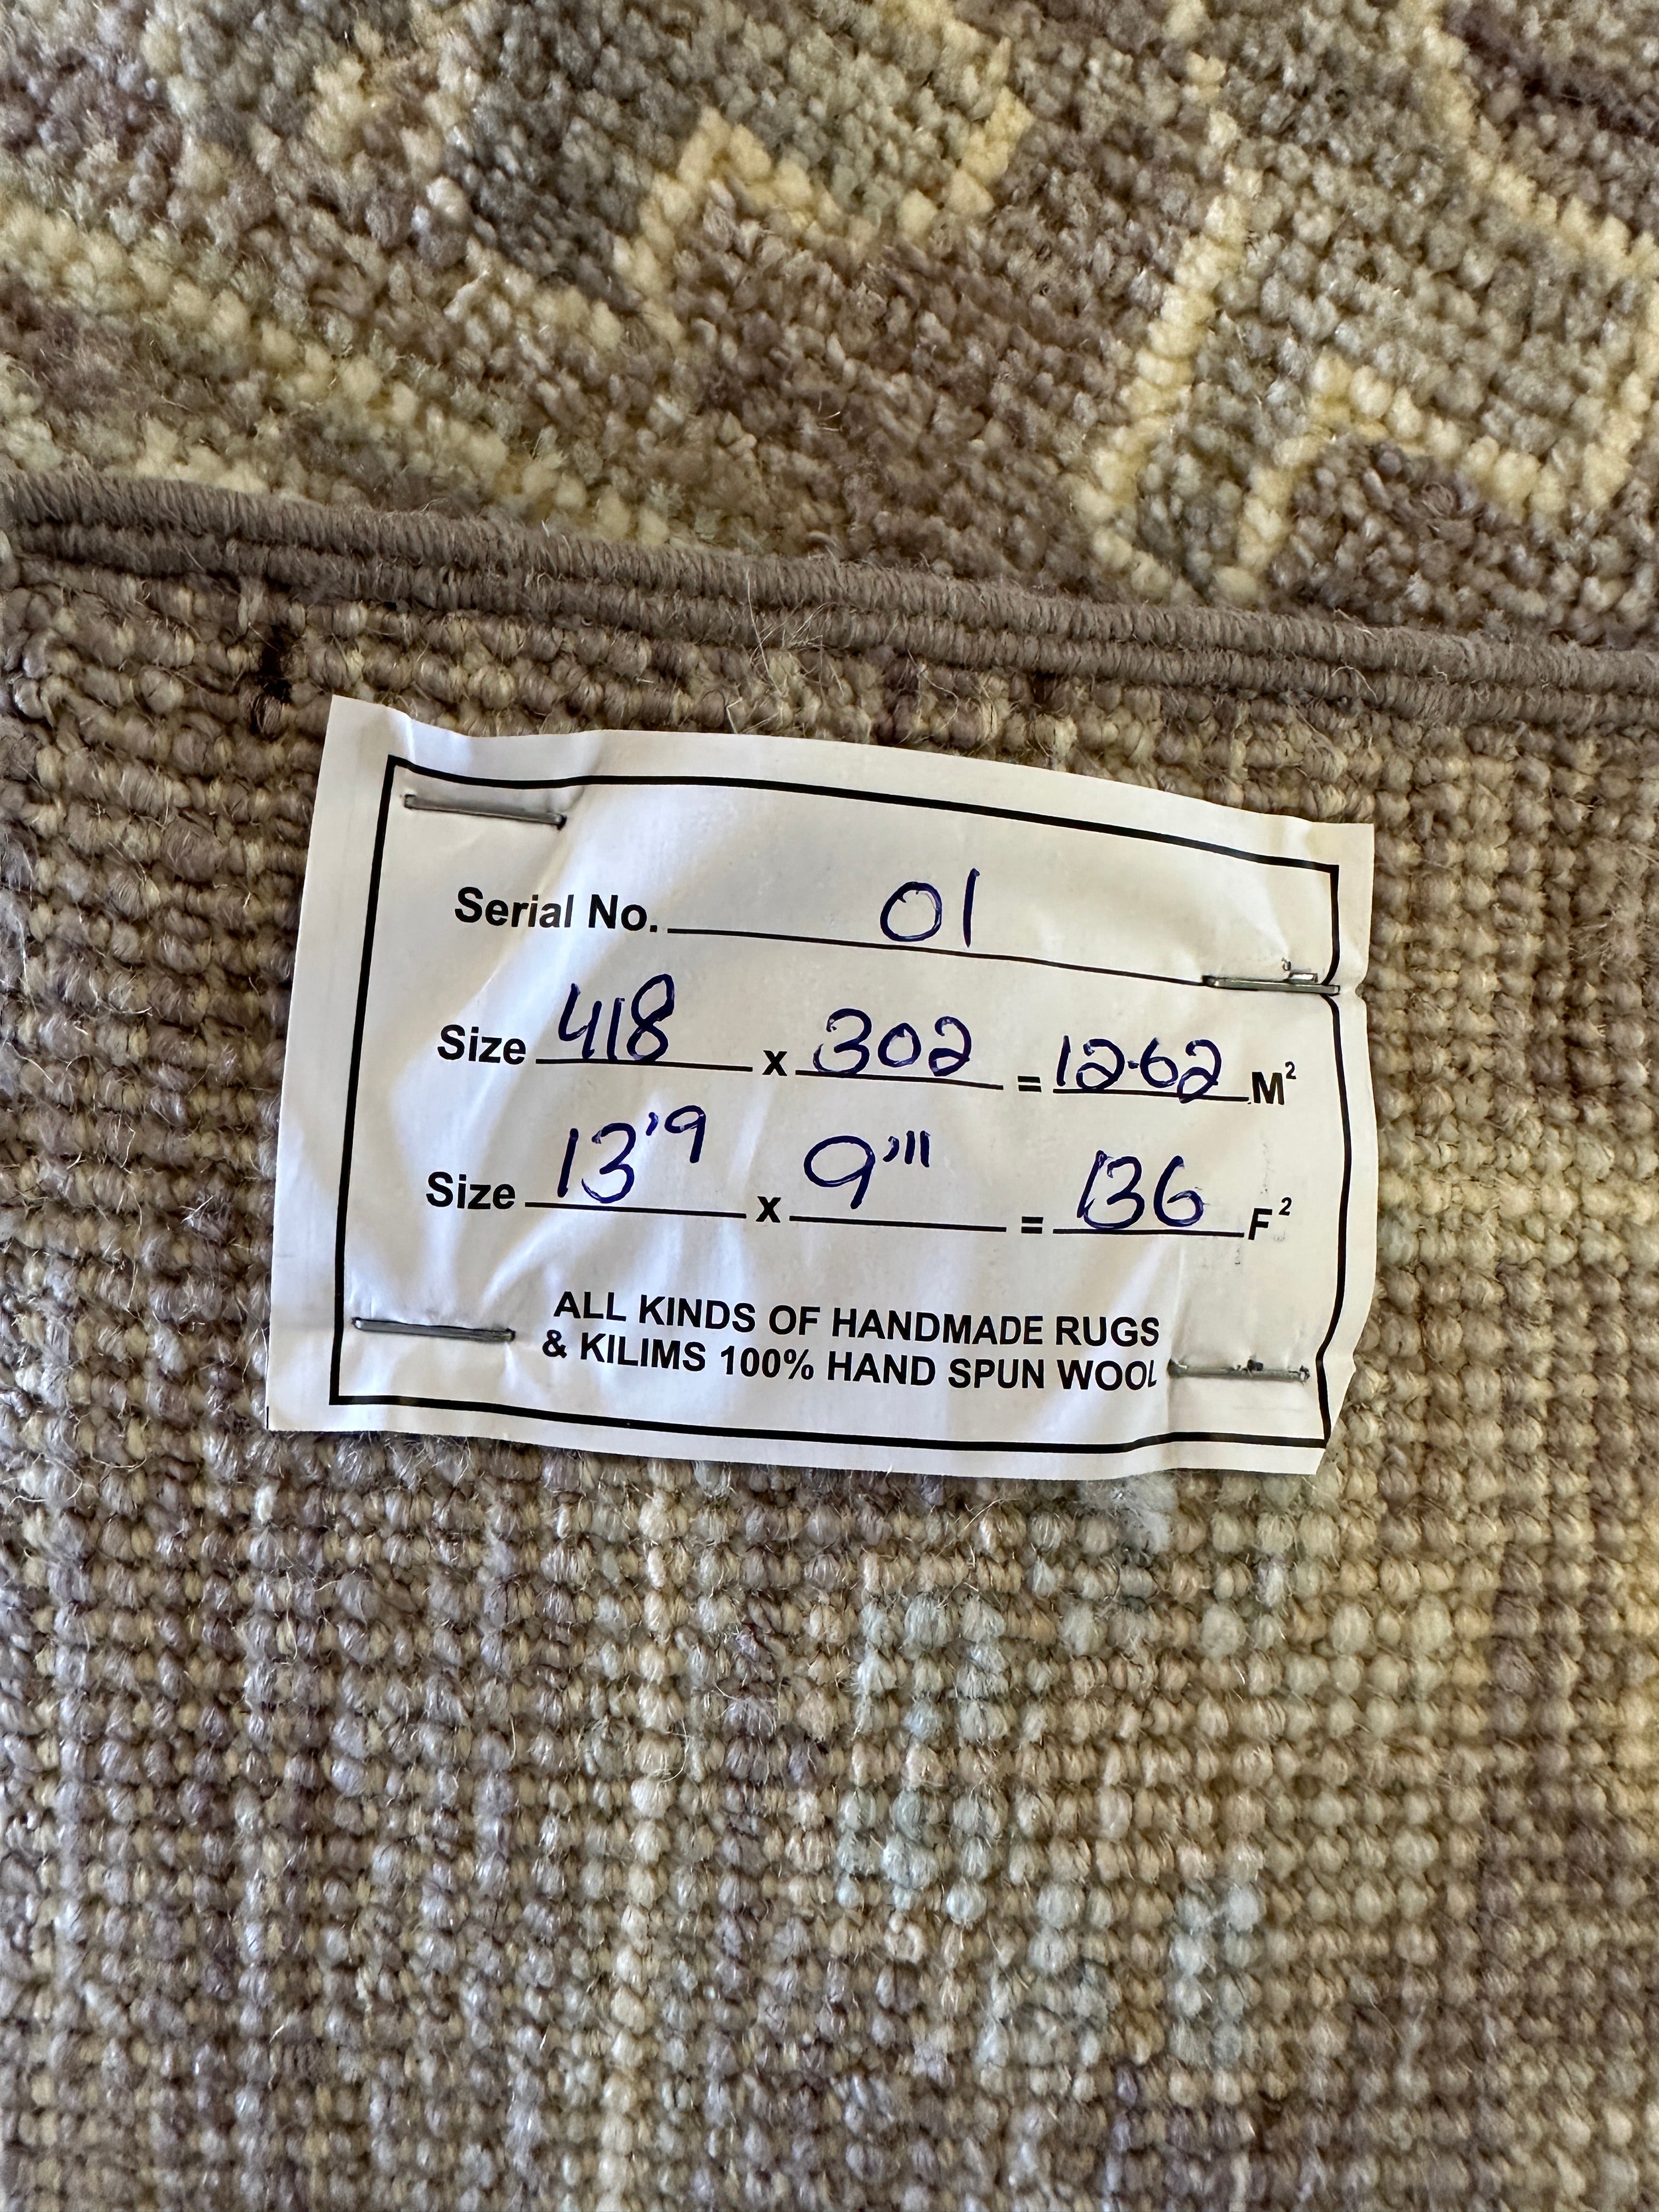 Serial No. 01
Size 418 x 302 = 12.62 M²
Size 13'9 x 9'11 = 136 F²
ALL KINDS OF HANDMADE RUGS
& KILIMS 100% HAND SPUN WOOL